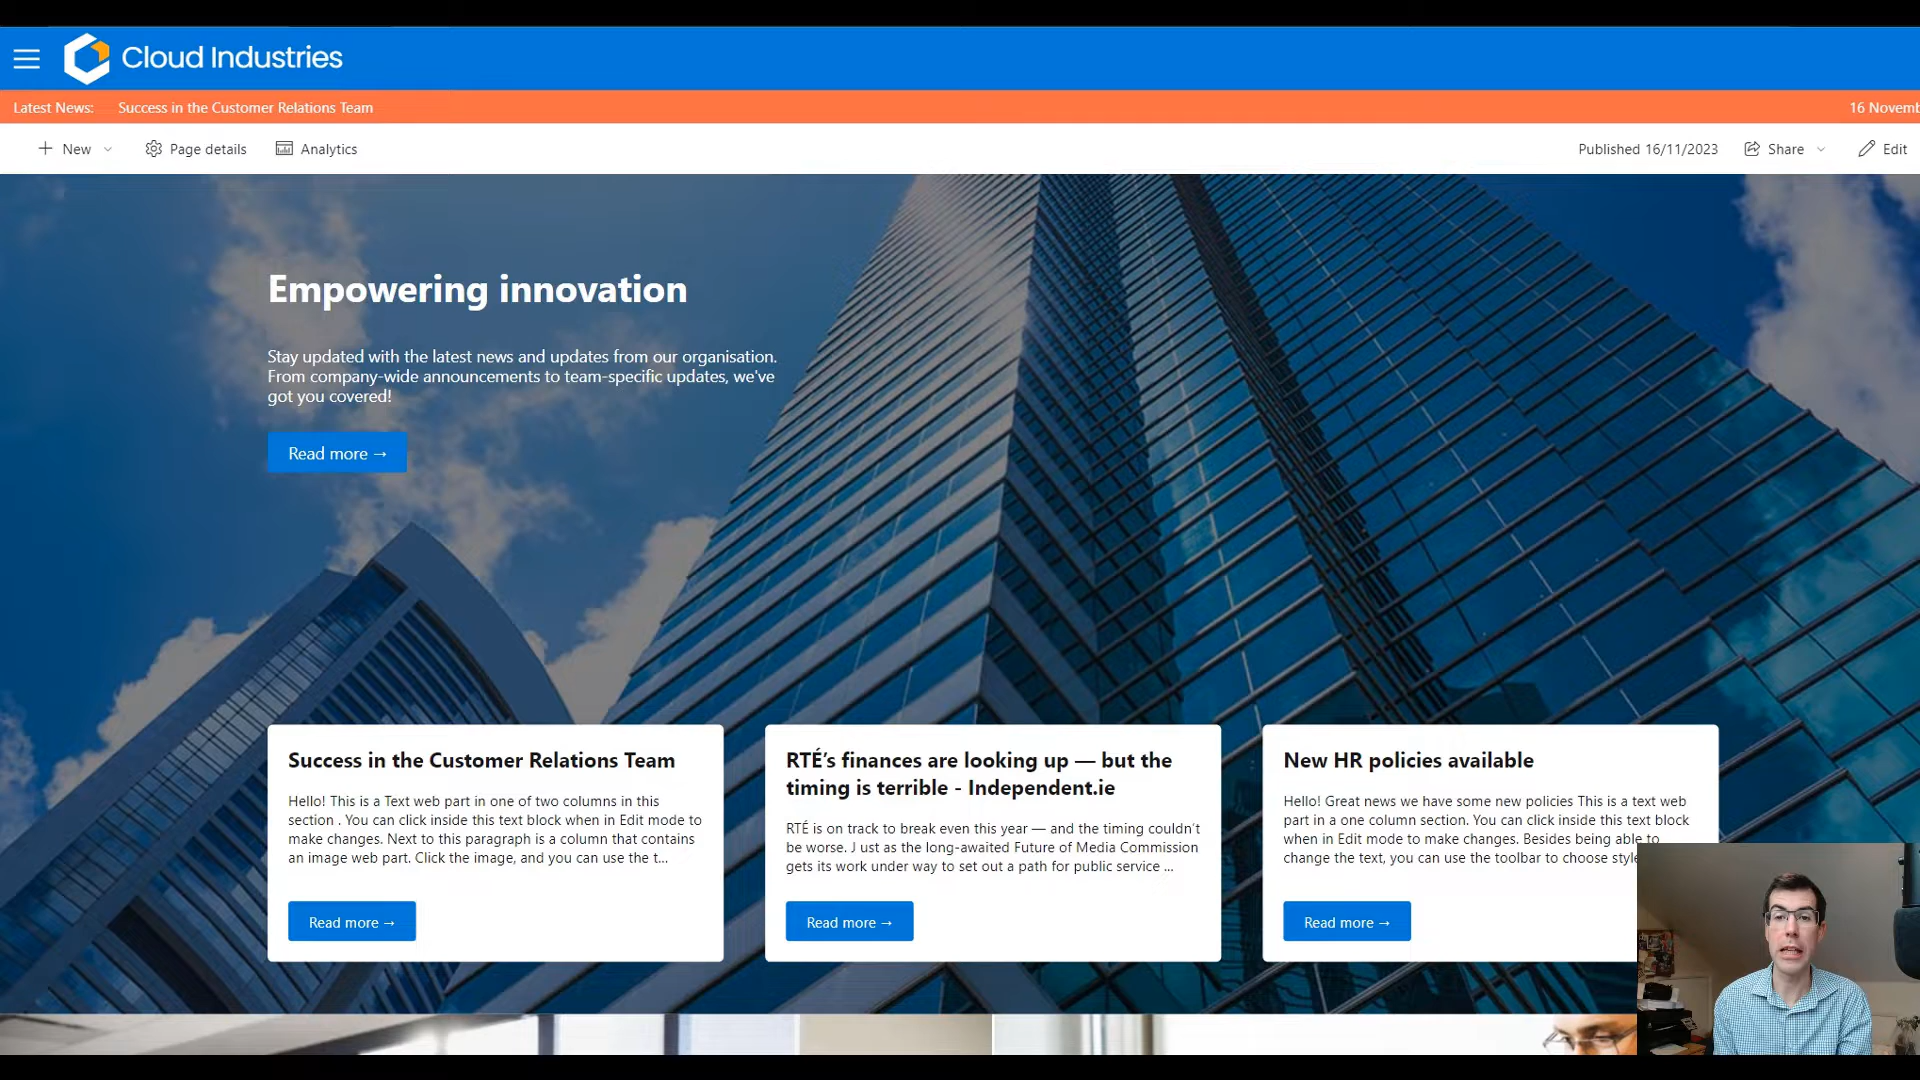 Cloud Industries
Latest News: Success in the Customer Relations Team 16 Novemb
New Page details Analytics Published 16/11/2023 Share Edit
Empowering innovation
Stay updated with the latest news and updates from our organisation.
From company-wide announcements to team-specific updates, we've
got you covered!
Read more →
Success in the Customer Relations Team
Hello! This is a Text web part in one of two columns in this
section . You can click inside this text block when in Edit mode to
make changes. Next to this paragraph is a column that contains
an image web part. Click the image, and you can use the t...
Read more →
RTÉ’s finances are looking up — but the
timing is terrible - Independent.ie
RTÉ is on track to break even this year — and the timing couldn’t
be worse. J ust as the long-awaited Future of Media Commission
gets its work under way to set out a path for public service ...
Read more →
New HR policies available
Hello! Great news we have some new policies This is a text web
part in a one column section. You can click inside this text block
when in Edit mode to make changes. Besides being able to
change the text, you can use the toolbar to choose style
Read more →